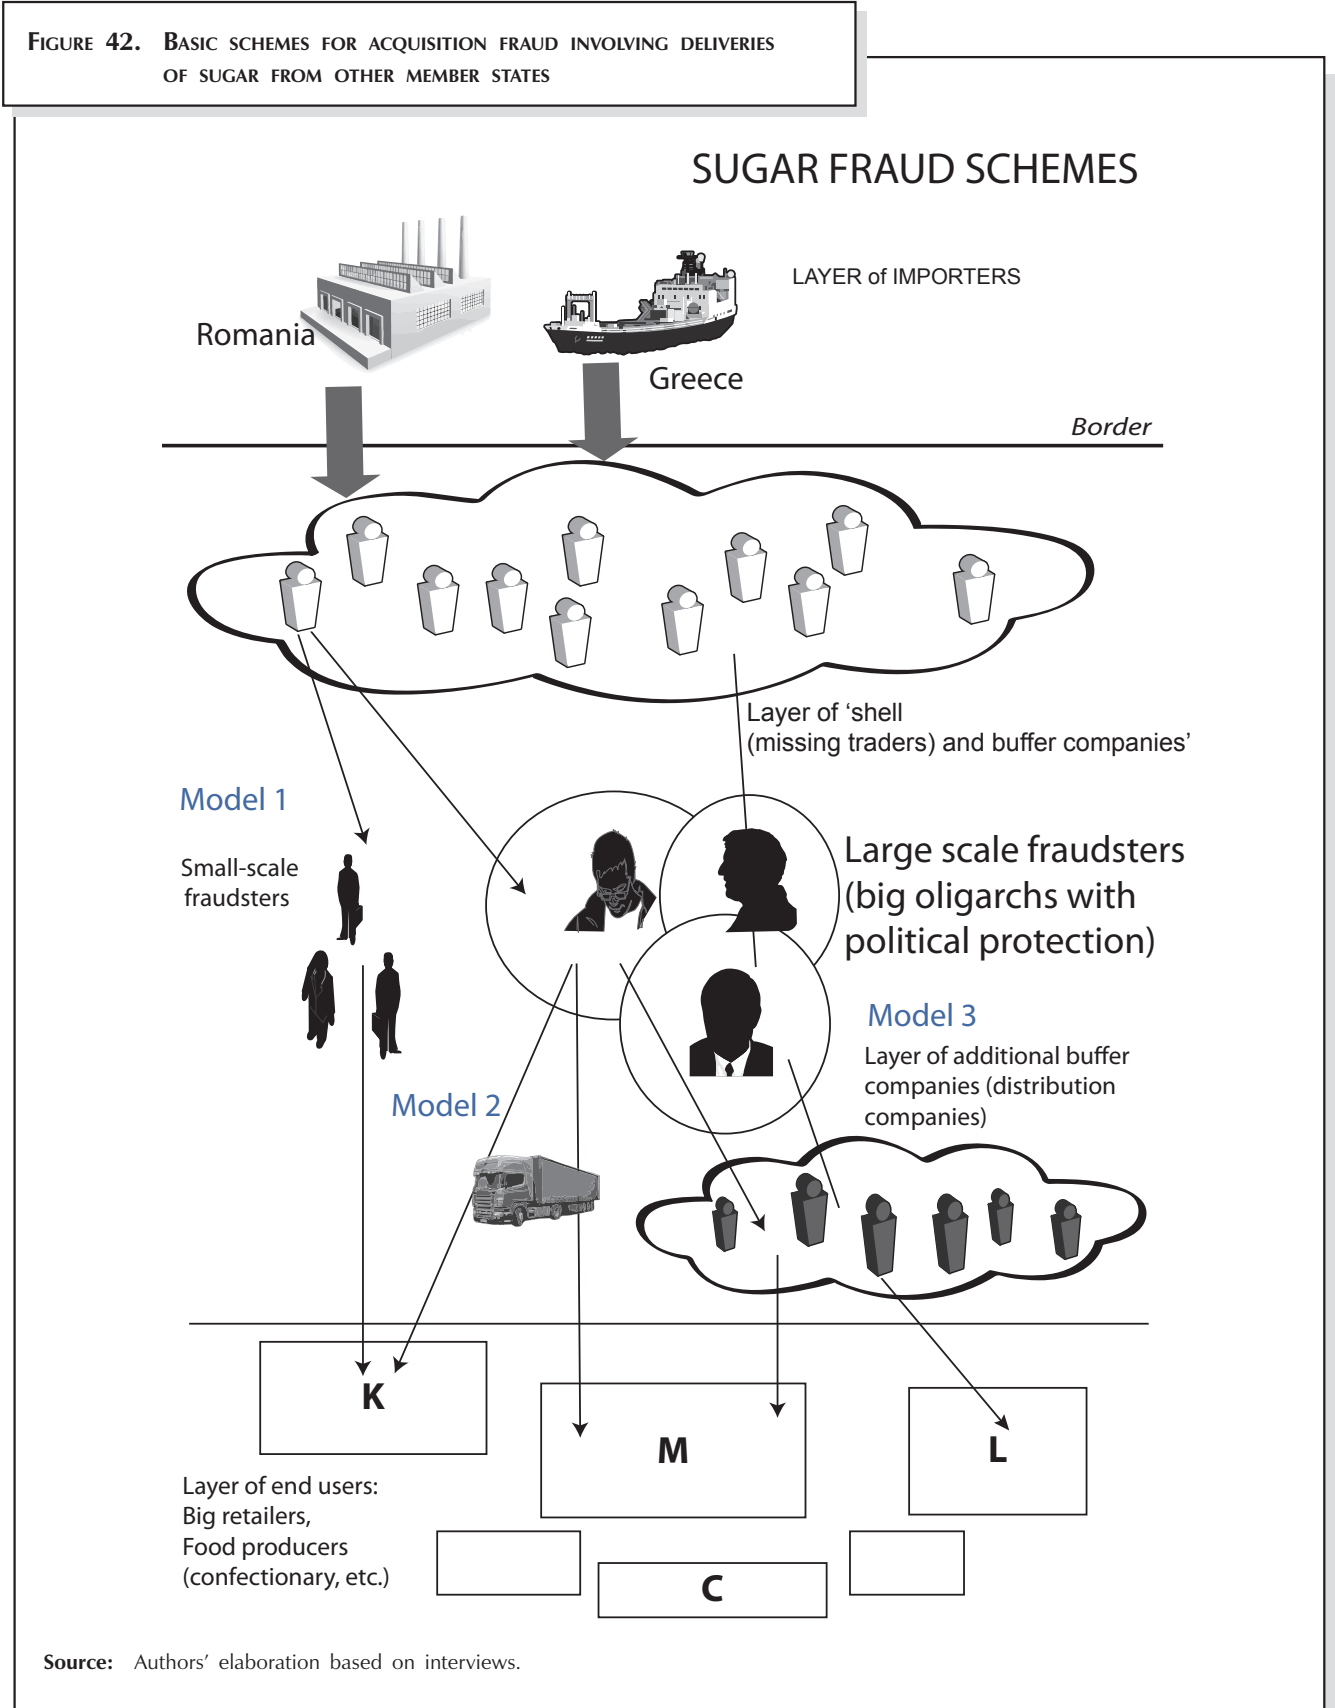 FIGURE 42. BASIC SCHEMES FOR ACQUISITION FRAUD INVOLVING DELIVERIES
OF SUGAR FROM OTHER MEMBER STATES
SUGAR FRAUD SCHEMES
LAYER of IMPORTERS
Romania
Greece
Border
Layer of ‘shell
(missing traders) and buffer companies’
Model 1
Small-scale
fraudsters
Large scale fraudsters
(big oligarchs with
political protection)
Model 3
Layer of additional buffer
companies (distribution
companies)
Model 2
K
M
L
Layer of end users:
Big retailers,
Food producers
(confectionary, etc.)
C
Source: Authors’ elaboration based on interviews.